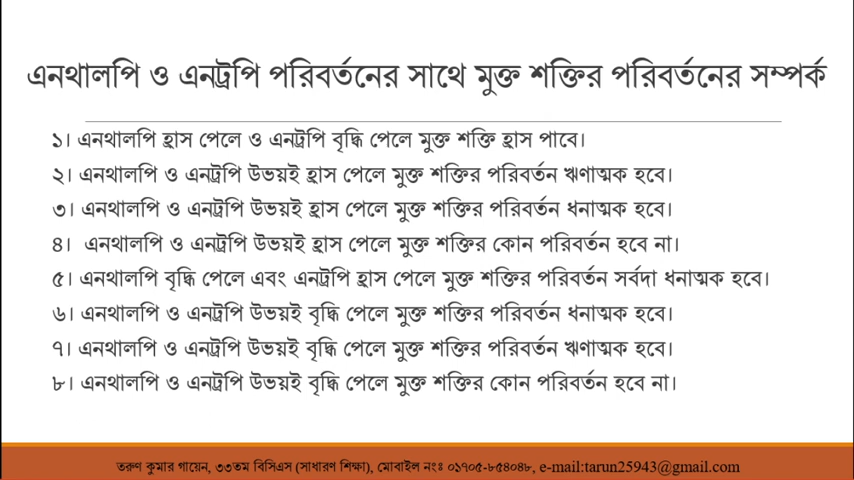 এনথালপি ও এনট্রপি পরিবর্তনের সাথে মুক্ত শক্তির পরিবর্তনের সম্পর্ক
১। এনথালপি হ্রাস পেলে ও এনট্রপি বৃদ্ধি পেলে মুক্ত শক্তি হ্রাস পাবে।
২। এনথালপি ও এনট্রপি উভয়ই হ্রাস পেলে মুক্ত শক্তির পরিবর্তন ঋণাত্মক হবে।
৩। এনথালপি ও এনট্রপি উভয়ই হ্রাস পেলে মুক্ত শক্তির পরিবর্তন ধনাত্মক হবে।
৪। এনথালপি ও এনট্রপি উভয়ই হ্রাস পেলে মুক্ত শক্তির কোন পরিবর্তন হবে না।
৫। এনথালপি বৃদ্ধি পেলে এবং এনট্রপি হ্রাস পেলে মুক্ত শক্তির পরিবর্তন সর্বদা ধনাত্মক হবে।
৬। এনথালপি ও এনট্রপি উভয়ই বৃদ্ধি পেলে মুক্ত শক্তির পরিবর্তন ধনাত্মক হবে।
৭। এনথালপি ও এনট্রপি উভয়ই বৃদ্ধি পেলে মুক্ত শক্তির পরিবর্তন ঋণাত্মক হবে।
৮। এনথালপি ও এনট্রপি উভয়ই বৃদ্ধি পেলে মুক্ত শক্তির কোন পরিবর্তন হবে না।
তরুণ কুমার গায়েন, ৩৩তম বিসিএস (সাধারণ শিক্ষা), মোবাইল নংঃ ০১৭০৫-৮৫৪০৪৮, e-mail:tarun25943@gmail.com